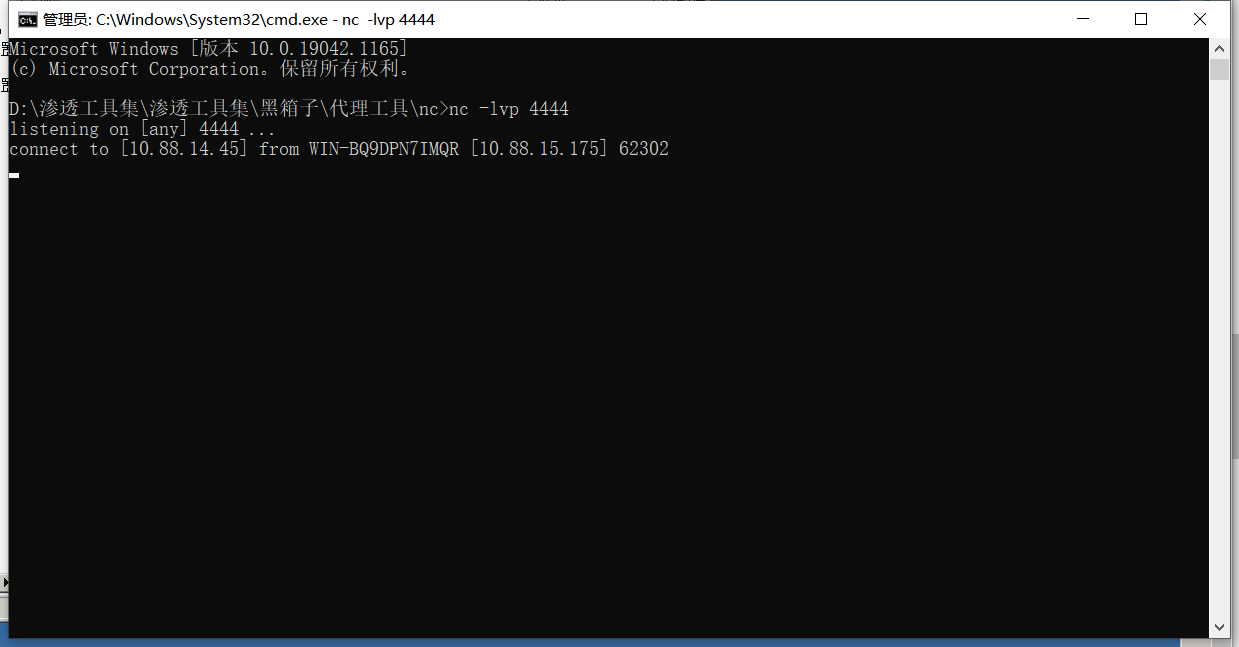 管理员: C:\Windows\System32\cmd.exe - nc  -lvp 4444
Microsoft Windows [版本 10.0.19042.1165]
(c) Microsoft Corporation。保留所有权利。
D:\渗透工具集\渗透工具集\黑箱子\代理工具\nc>nc -lvp 4444
listening on [any] 4444 ...
connect to [10.88.14.45] from WIN-BQ9DPN7IMQR [10.88.15.175] 62302